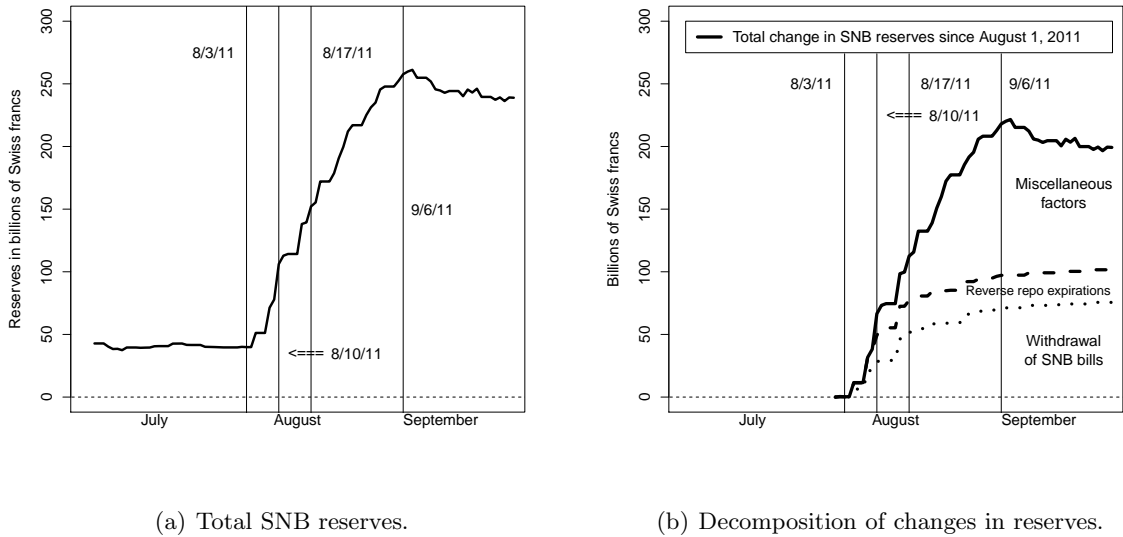 Reserves in billions of Swiss francs
300
250
200
150
100
50
0
8/3/11
8/17/11
9/6/11
<=== 8/10/11
July
August
September
(a) Total SNB reserves.
Billions of Swiss francs
300
250
200
150
100
50
0
Total change in SNB reserves since August 1, 2011
8/3/11
8/17/11
9/6/11
<=== 8/10/11
Miscellaneous
factors
Reverse repo expirations
Withdrawal
of SNB bills
July
August
September
(b) Decomposition of changes in reserves.